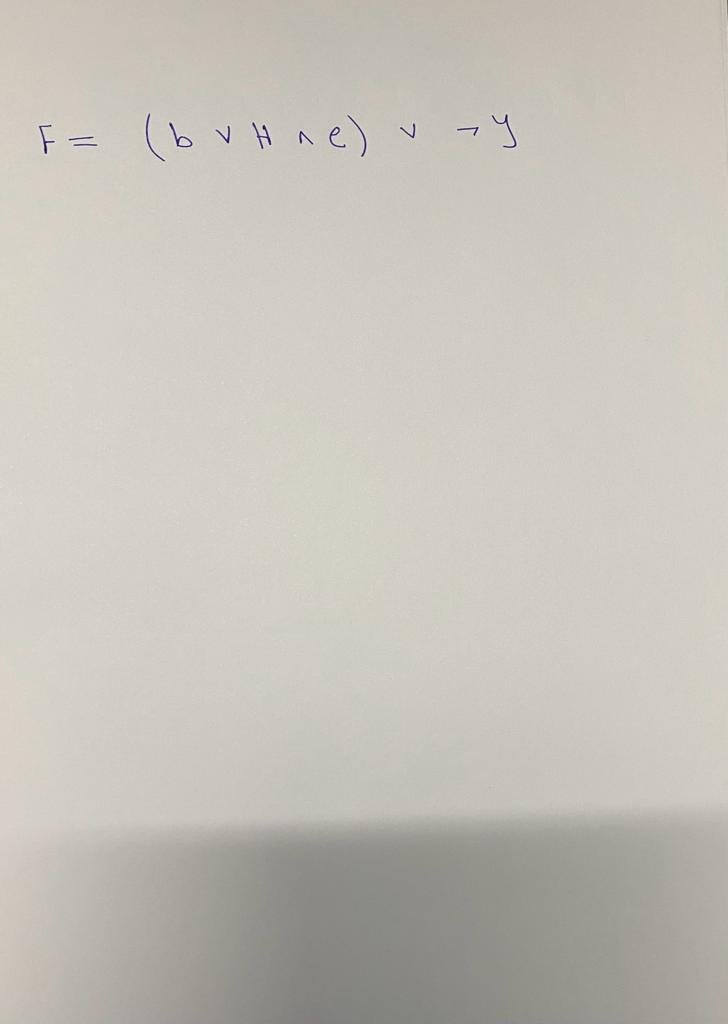 F = (b ∨ H ∧ e) ∨ ¬ y